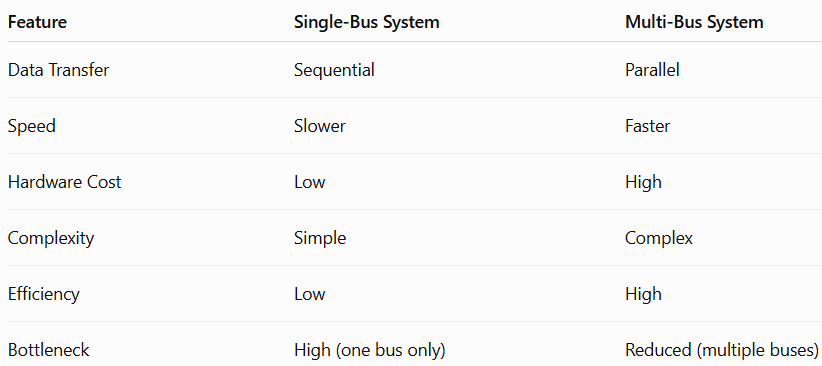 Feature Single-Bus System Multi-Bus System
Data Transfer Sequential Parallel
Speed Slower Faster
Hardware Cost Low High
Complexity Simple Complex
Efficiency Low High
Bottleneck High (one bus only) Reduced (multiple buses)